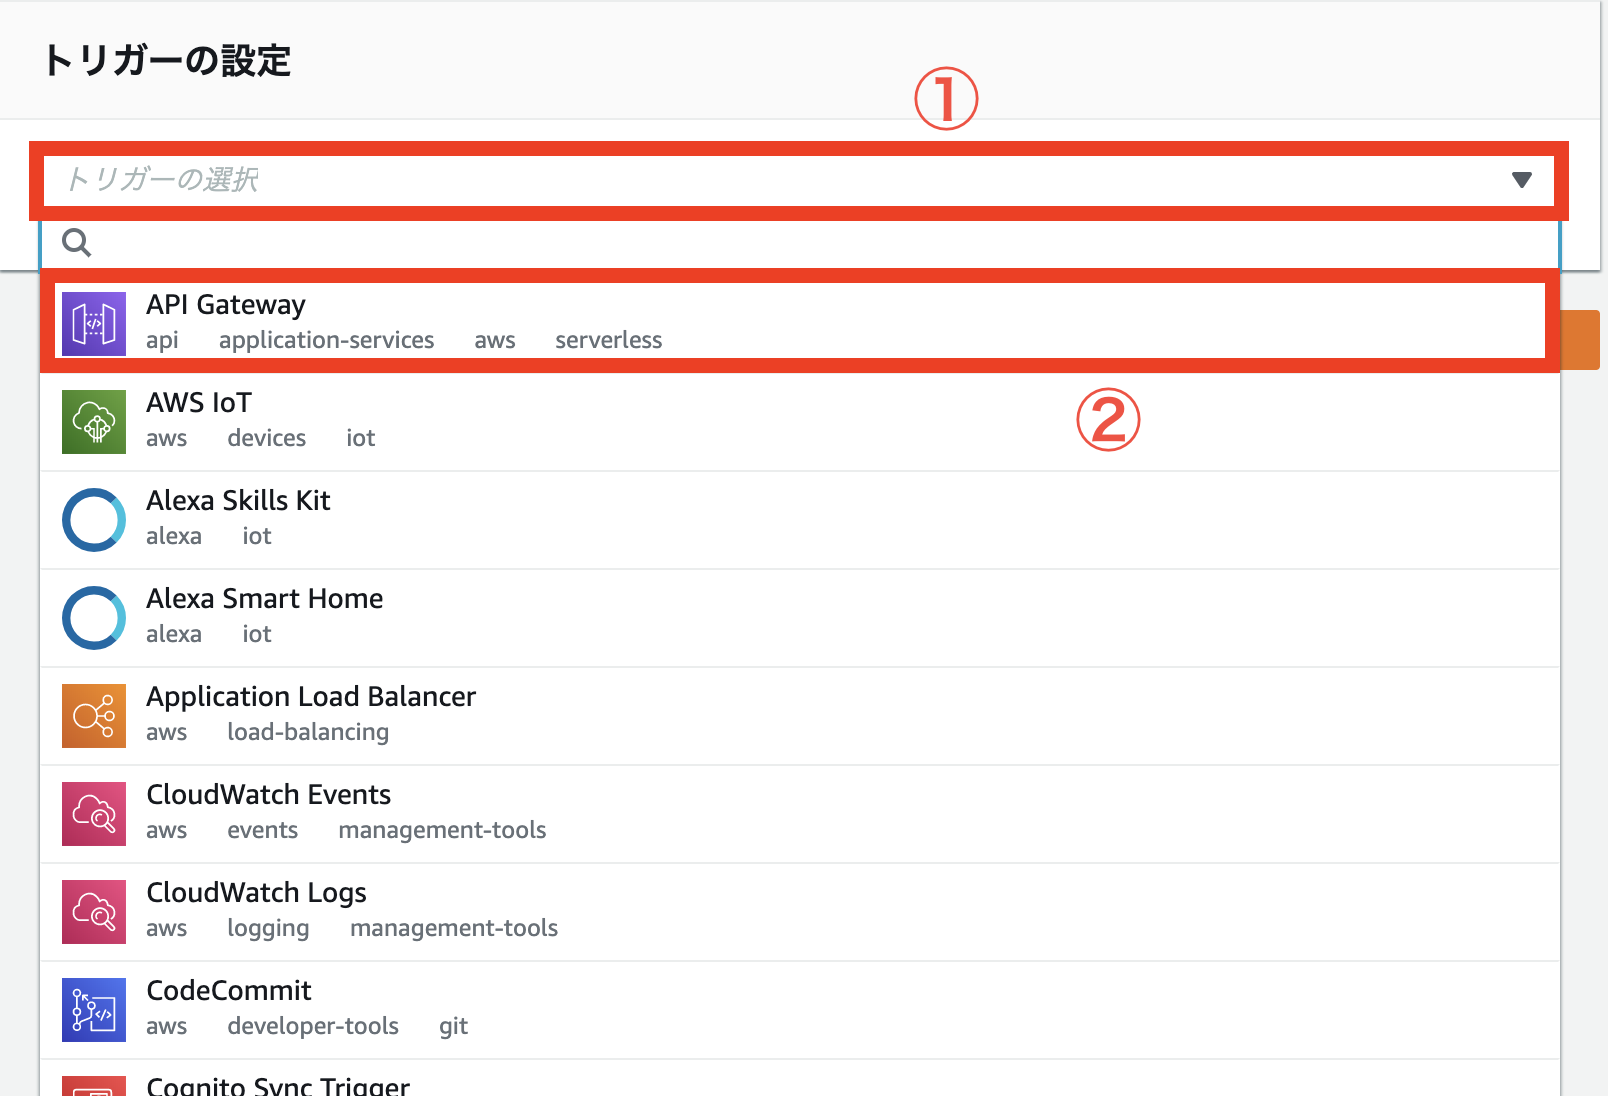 トリガーの設定
①
トリガーの選択
API Gateway
api application-services aws serverless
AWS IoT
aws devices iot
②
Alexa Skills Kit
alexa iot
Alexa Smart Home
alexa iot
Application Load Balancer
aws load-balancing
CloudWatch Events
aws events management-tools
CloudWatch Logs
aws logging management-tools
CodeCommit
aws developer-tools git
Cognito Sync Trigger